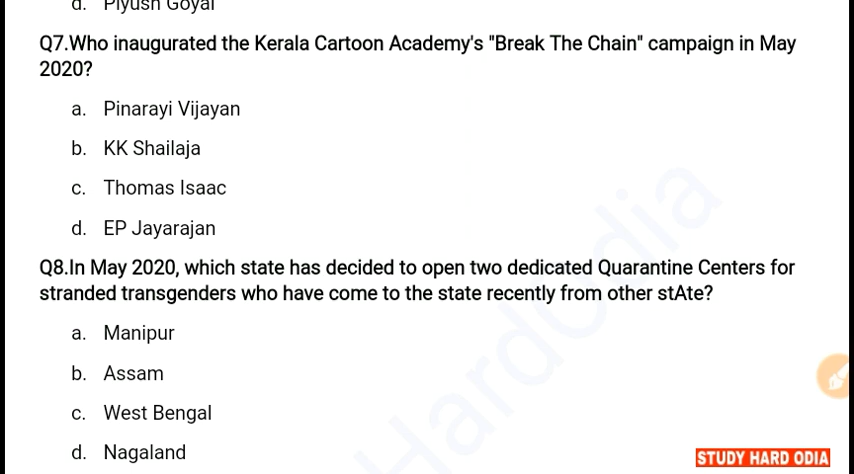 d. Piyush Goyal
Q7.Who inaugurated the Kerala Cartoon Academy's "Break The Chain" campaign in May
2020?
a. Pinarayi Vijayan
b. KK Shailaja
c. Thomas Isaac
d. EP Jayarajan
Q8.In May 2020, which state has decided to open two dedicated Quarantine Centers for
stranded transgenders who have come to the state recently from other stAte?
a. Manipur
b. Assam
c. West Bengal
d. Nagaland
HardOdia
STUDY HARD ODIA